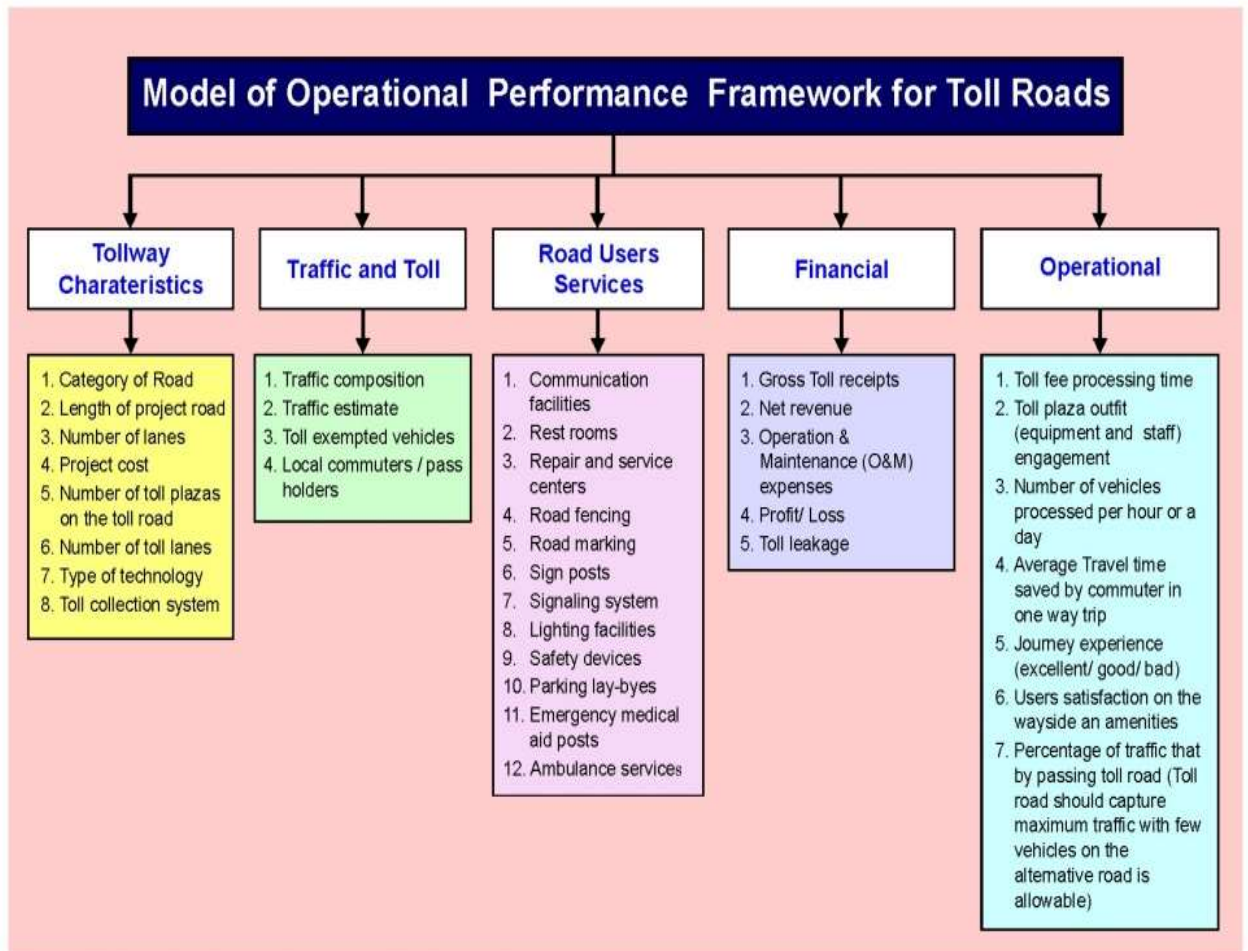 Model of Operational Performance Framework for Toll Roads
Tollway
Charateristics
1. Category of Road
2. Length of project road
3. Number of lanes
4. Project cost
5. Number of toll plazas
on the toll road
6. Number of toll lanes
7. Type of technology
8. Toll collection system
Traffic and Toll
1. Traffic composition
2. Traffic estimate
3. Toll exempted vehicles
4. Local commuters / pass
holders
Road Users
Services
1. Communication
facilities
2. Rest rooms
3. Repair and service
centers
4. Road fencing
5. Road marking
6. Sign posts
7. Signaling system
8. Lighting facilities
9. Safety devices
10. Parking lay-byes
11. Emergency medical
aid posts
12. Ambulance services
Financial
1. Gross Toll receipts
2. Net revenue
3. Operation &
Maintenance (O&M)
expenses
4. Profit/ Loss
5. Toll leakage
Operational
1. Toll fee processing time
2. Toll plaza outfit
(equipment and staff)
engagement
3. Number of vehicles
processed per hour or a
day
4. Average Travel time
saved by commuter in
one way trip
5. Journey experience
(excellent/ good/ bad)
6. Users satisfaction on the
wayside an amenities
7. Percentage of traffic that
by passing toll road (Toll
road should capture
maximum traffic with few
vehicles on the
alternative road is
allowable)